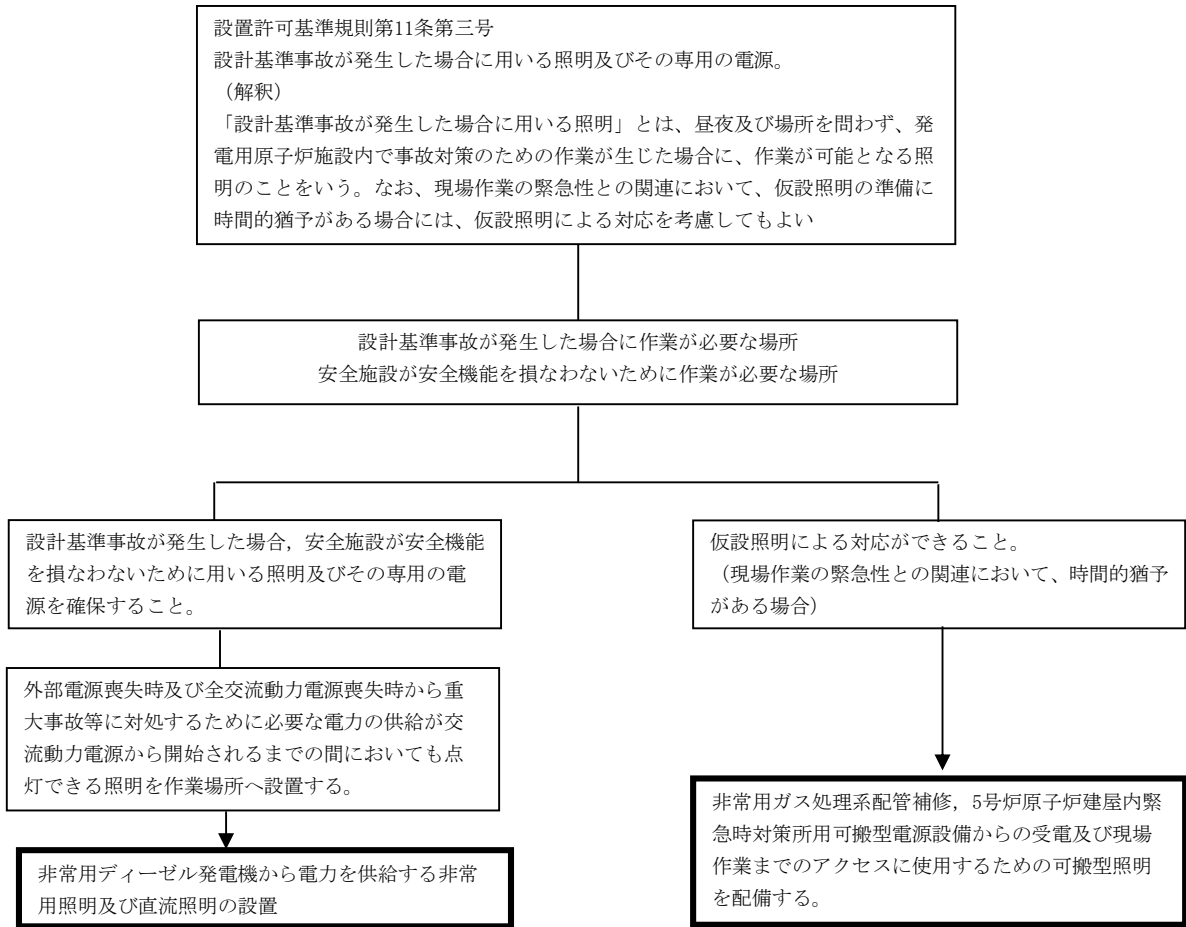 設置許可基準規則第11条第三号
設計基準事故が発生した場合に用いる照明及びその専用の電源。
（解釈）
「設計基準事故が発生した場合に用いる照明」とは、昼夜及び場所を問わず、発
電用原子炉施設内で事故対策のための作業が生じた場合に、作業が可能となる照
明のことをいう。なお、現場作業の緊急性との関連において、仮設照明の準備に
時間的猶予がある場合には、仮設照明による対応を考慮してもよい
設計基準事故が発生した場合に作業が必要な場所
安全施設が安全機能を損なわないために作業が必要な場所
設計基準事故が発生した場合，安全施設が安全機能
を損なわないために用いる照明及びその専用の電
源を確保すること。
外部電源喪失時及び全交流動力電源喪失時から重
大事故等に対処するために必要な電力の供給が交
流動力電源から開始されるまでの間においても点
灯できる照明を作業場所へ設置する。
非常用ディーゼル発電機から電力を供給する非常
用照明及び直流照明の設置
仮設照明による対応ができること。
（現場作業の緊急性との関連において、時間的猶予
がある場合）
非常用ガス処理系配管補修，5号炉原子炉建屋内緊
急時対策所用可搬型電源設備からの受電及び現場
作業までのアクセスに使用するための可搬型照明
を配備する。